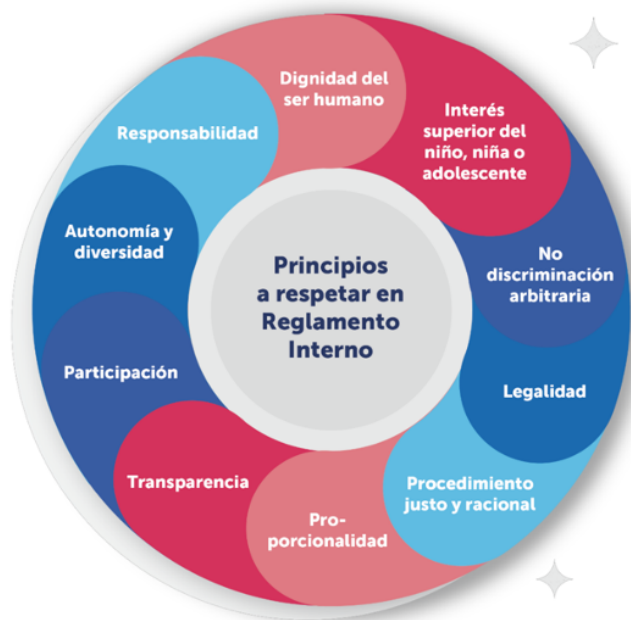 Principios
a respetar en
Reglamento
Interno
Dignidad del
ser humano
Interés
superior del
niño, niña o
adolescente
No
discriminación
arbitraria
Legalidad
Procedimiento
justo y racional
Pro-
porcionalidad
Transparencia
Participación
Autonomía y
diversidad
Responsabilidad